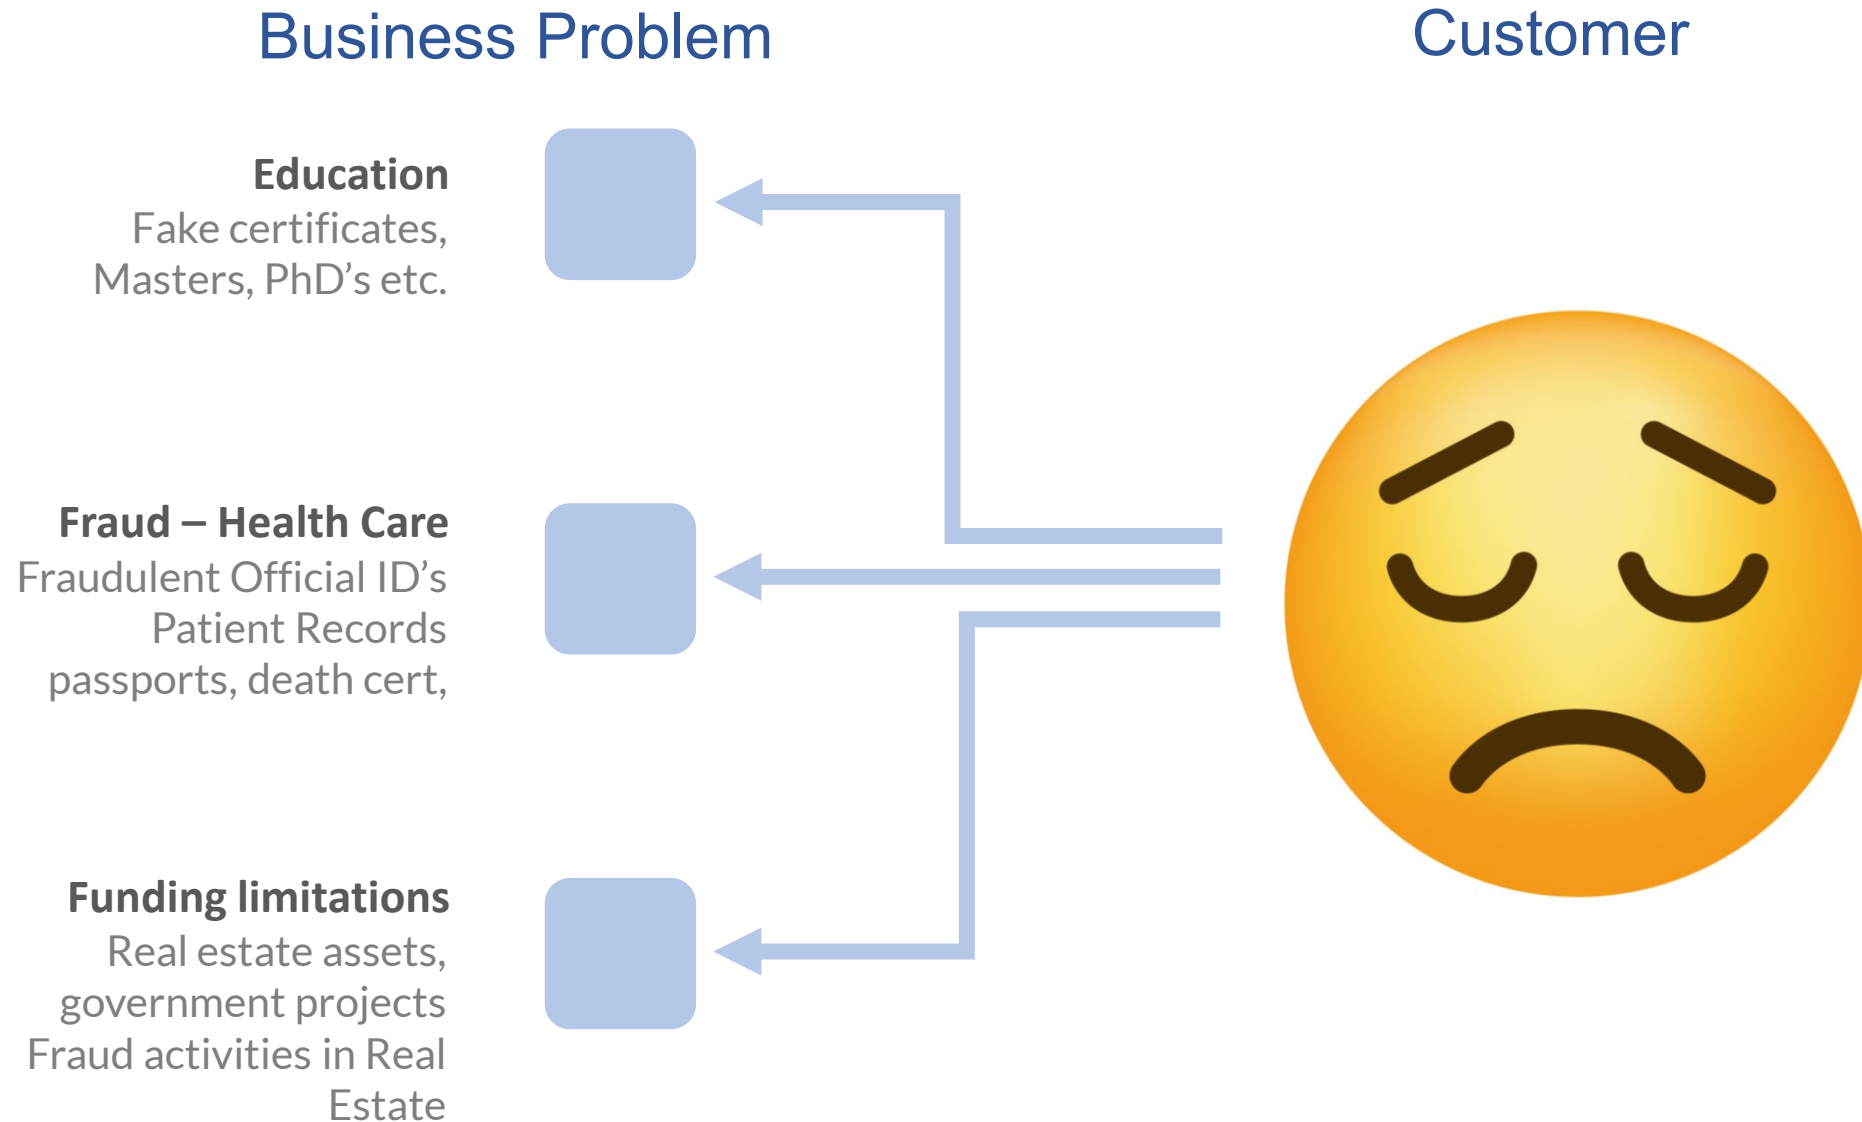 Business Problem
Customer
Education
Fake certificates,
Masters, PhD’s etc.
Fraud – Health Care
Fraudulent Official ID’s
Patient Records
passports, death cert,
Funding limitations
Real estate assets,
government projects
Fraud activities in Real
Estate